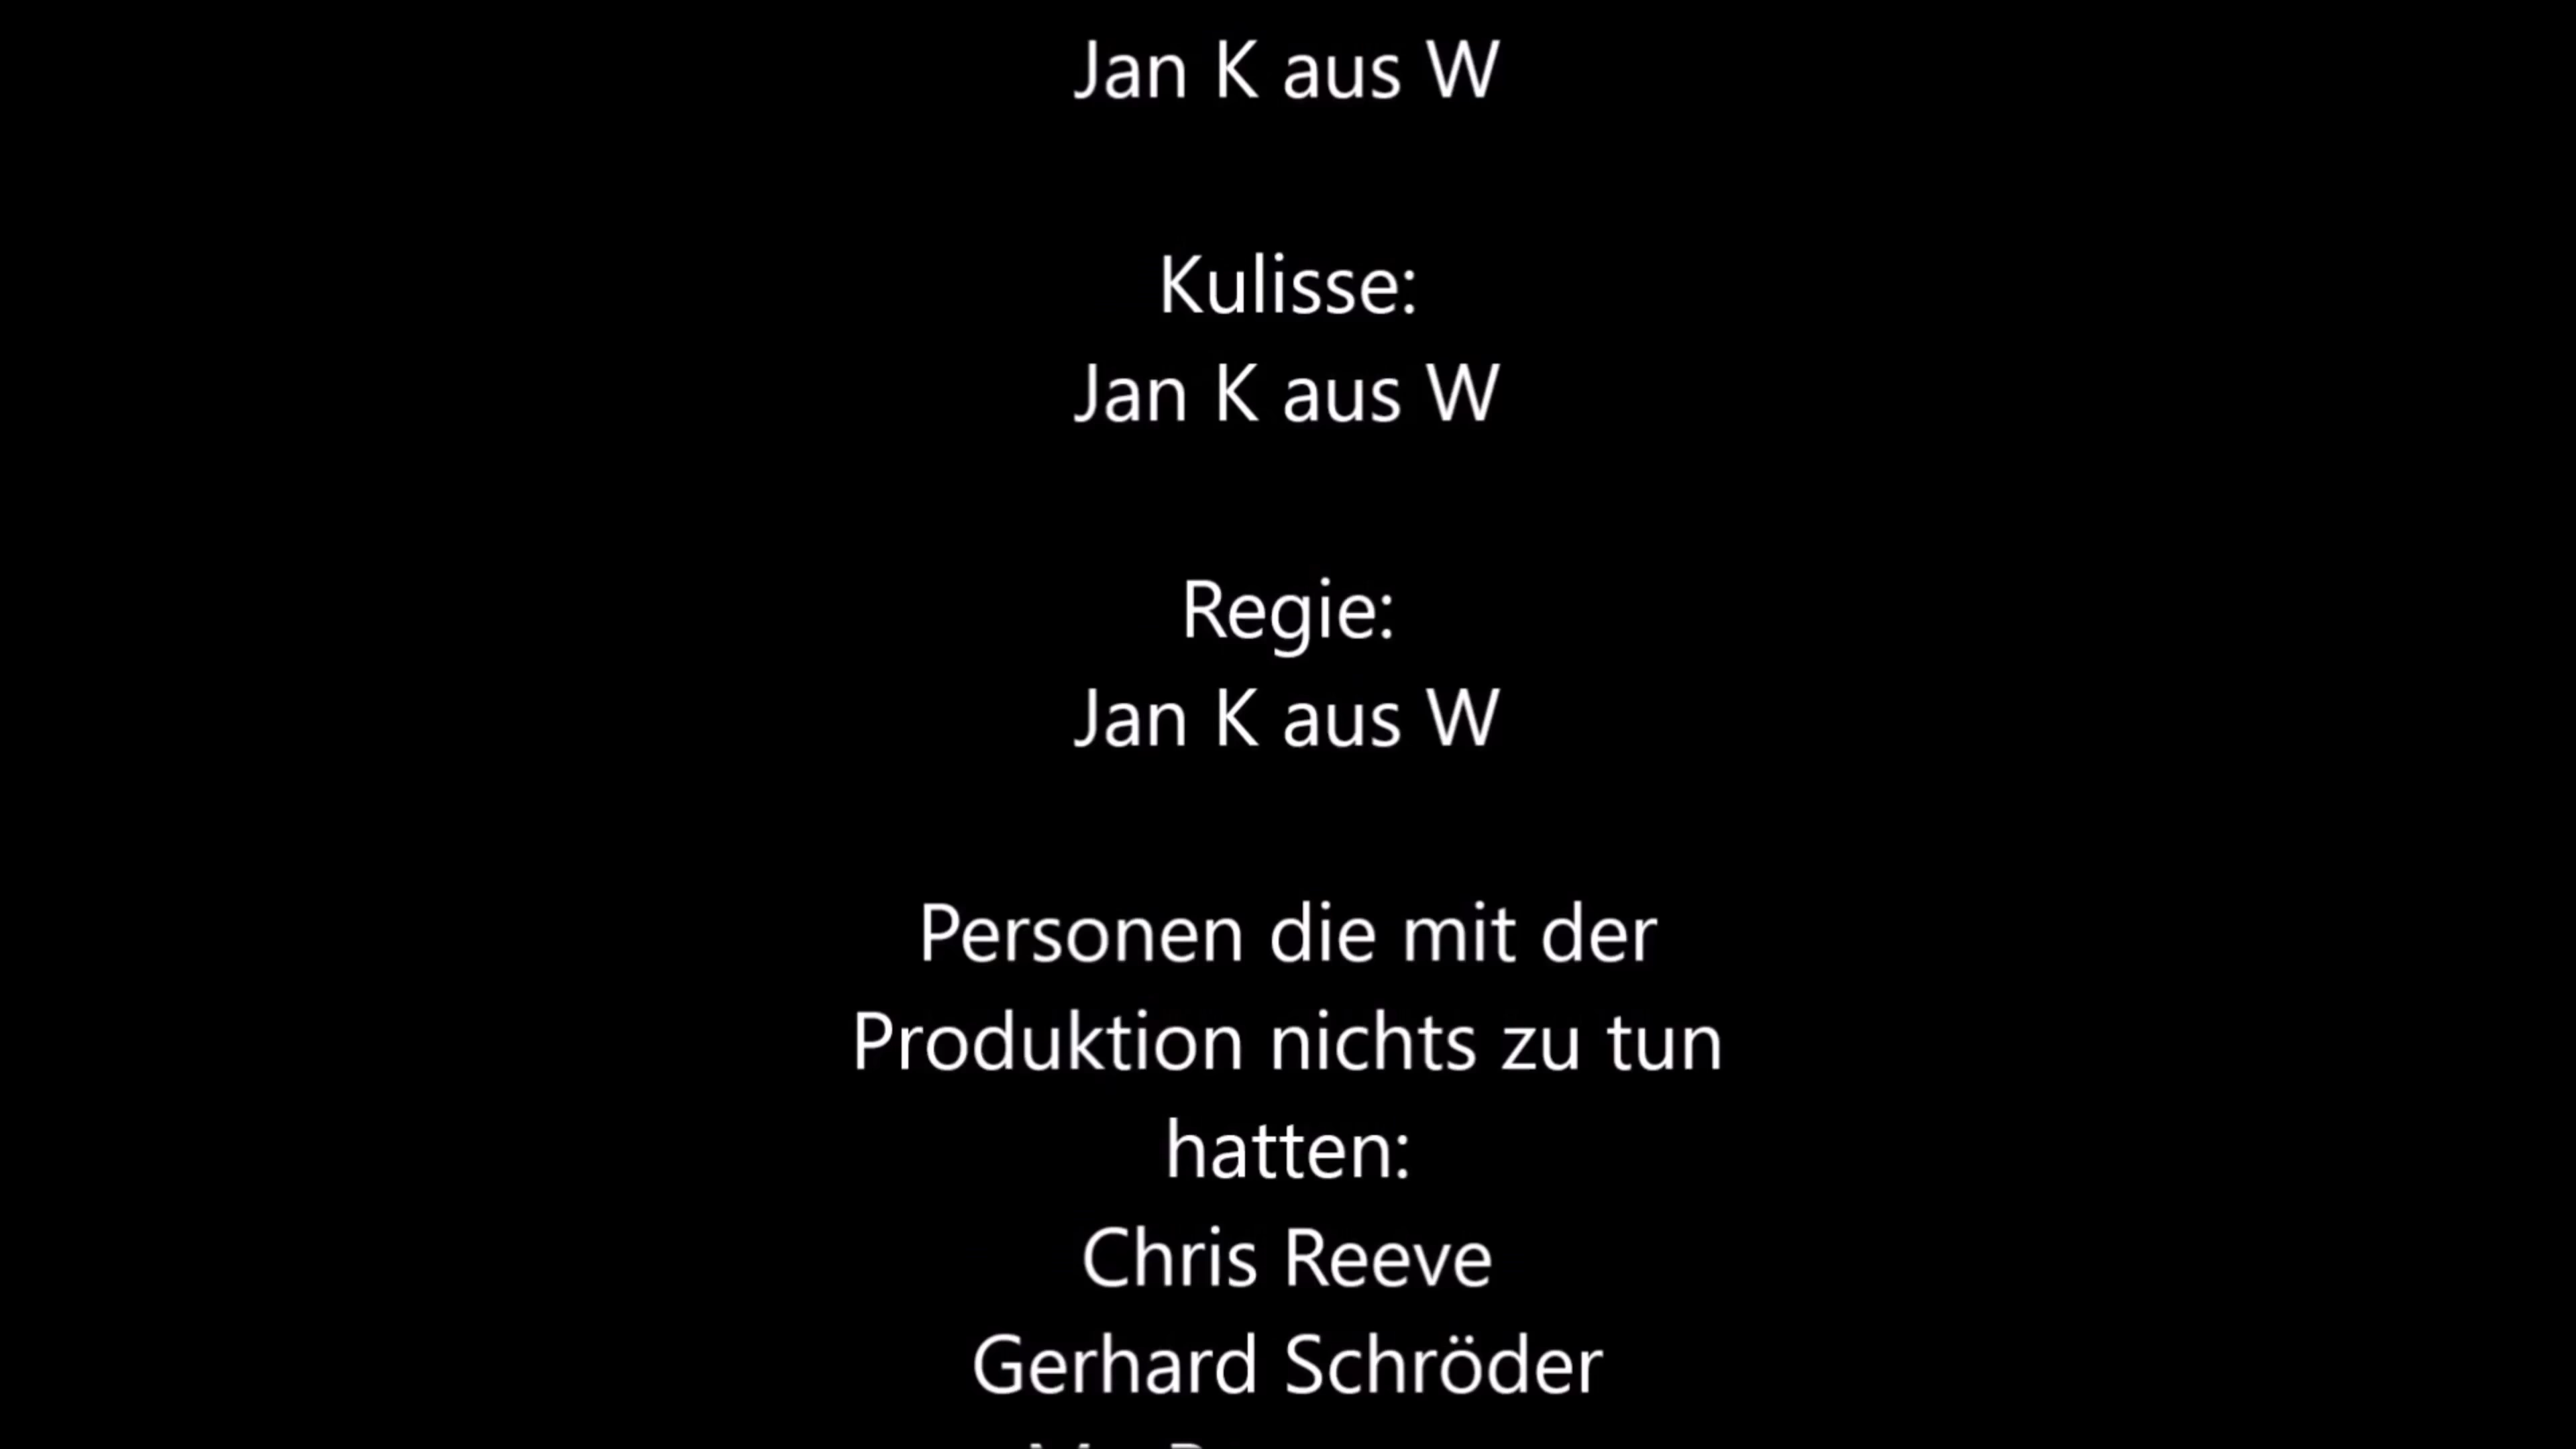 Jan K aus W
Kulisse:
Jan K aus W
Regie:
Jan K aus W
Personen die mit der
Produktion nichts zu tun
hatten:
Chris Reeve
Gerhard Schröder